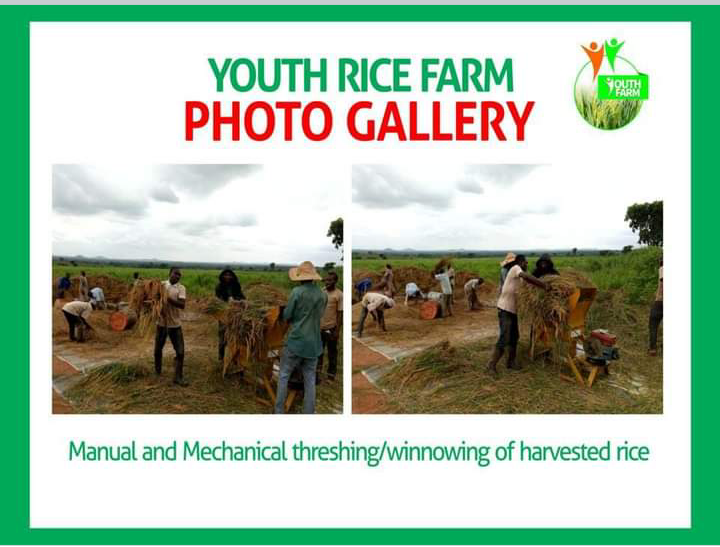 YOUTH RICE FARM
PHOTO GALLERY
YOUTH
FARM
Manual and Mechanical threshing/winnowing of harvested rice